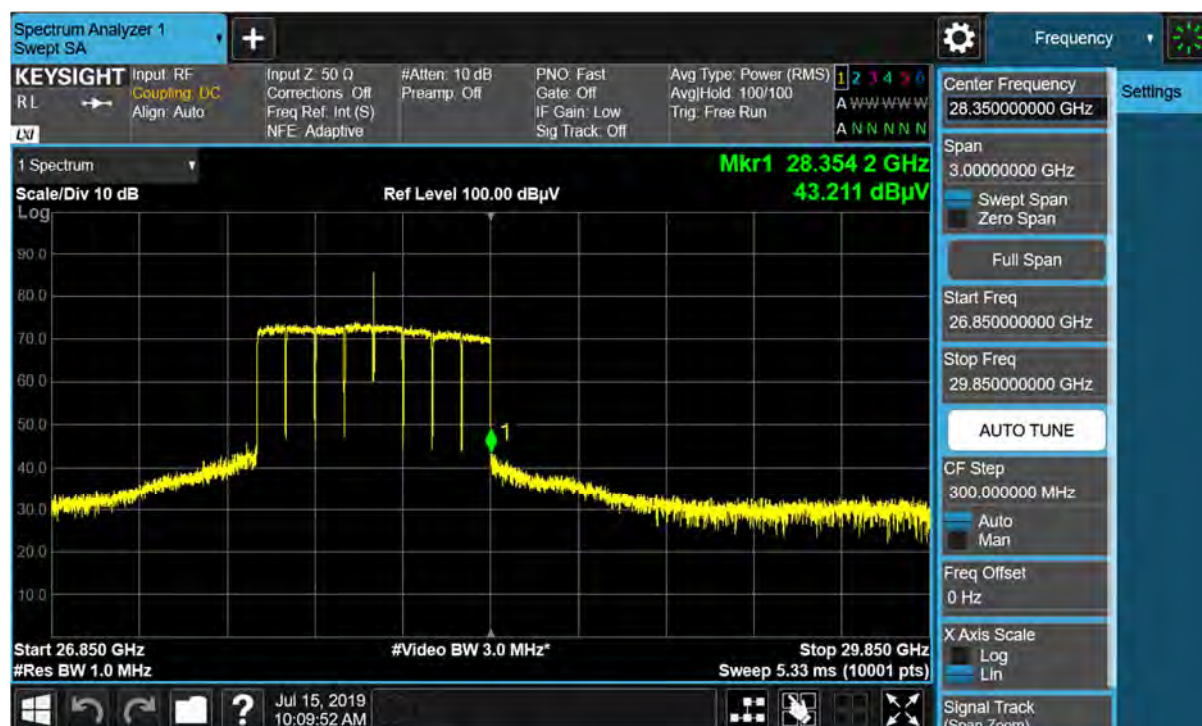 Spectrum Analyzer 1
Swept SA
+
Frequency
KEYSIGHT
RL
LXI
Input: RF
Coupling: DC
Align: Auto
Input Z: 50 Ω
Corrections: Off
Freq Ref: Int (S)
NFE: Adaptive
#Atten: 10 dB
Preamp: Off
PNO: Fast
Gate: Off
IF Gain: Low
Sig Track: Off
Avg Type: Power (RMS)
Avg|Hold: 100/100
Trig: Free Run
1 2 3 4 5 6
A W W W W W
A N N N N N
1 Spectrum
Scale/Div 10 dB
Ref Level 100.00 dBµV
Mkr1 28.354 2 GHz
43.211 dBµV
Log
90.0
80.0
70.0
60.0
50.0
40.0
30.0
20.0
10.0
1
Start 26.850 GHz
#Video BW 3.0 MHz*
Stop 29.850 GHz
#Res BW 1.0 MHz
Sweep 5.33 ms (10001 pts)
?
Jul 15, 2019
10:09:52 AM
Center Frequency
28.350000000 GHz
Settings
Span
3.00000000 GHz
Swept Span
Zero Span
Full Span
Start Freq
26.850000000 GHz
Stop Freq
29.850000000 GHz
AUTO TUNE
CF Step
300.000000 MHz
Auto
Man
Freq Offset
0 Hz
X Axis Scale
Log
Lin
Signal Track
(Span Zoom)